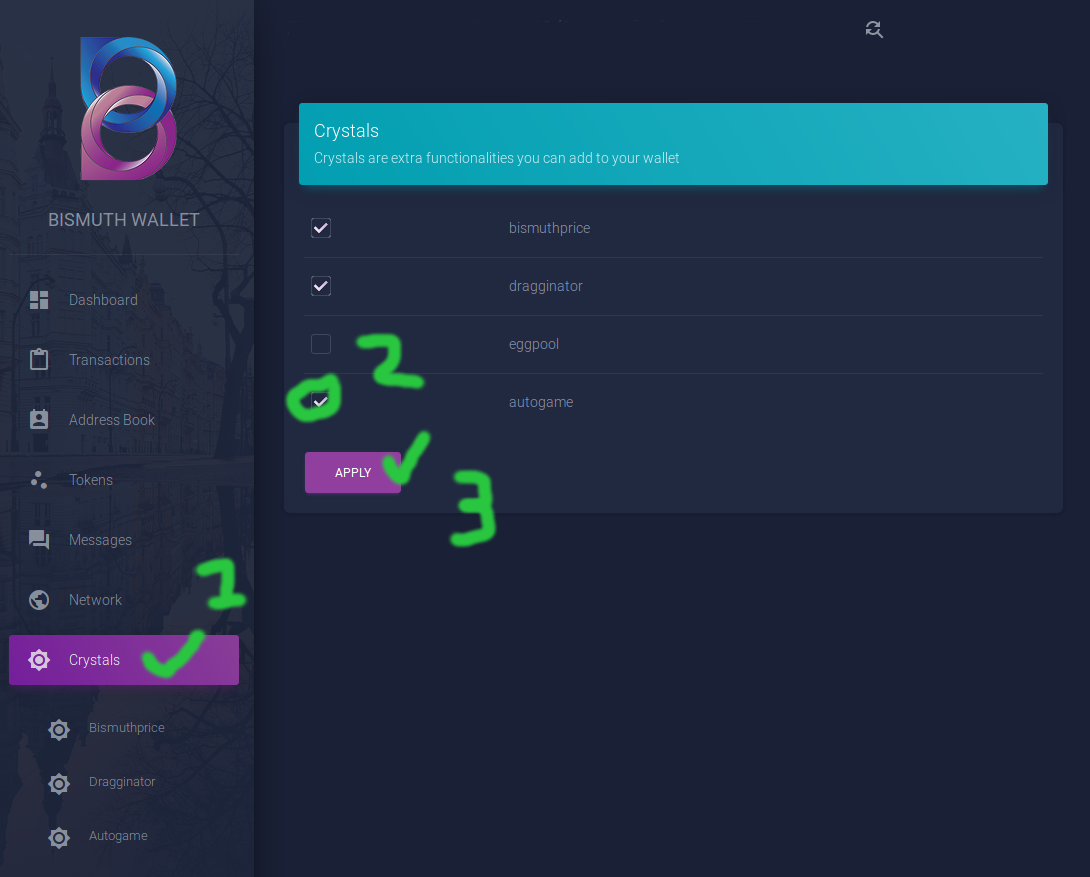 BISMUTH WALLET
Dashboard
Transactions
Address Book
Tokens
Messages
Network
1
Crystals
Bismuthprice
Dragginator
Autogame
Crystals
Crystals are extra functionalities you can add to your wallet
bismuthprice
dragginator
eggpool
2
autogame
APPLY
3